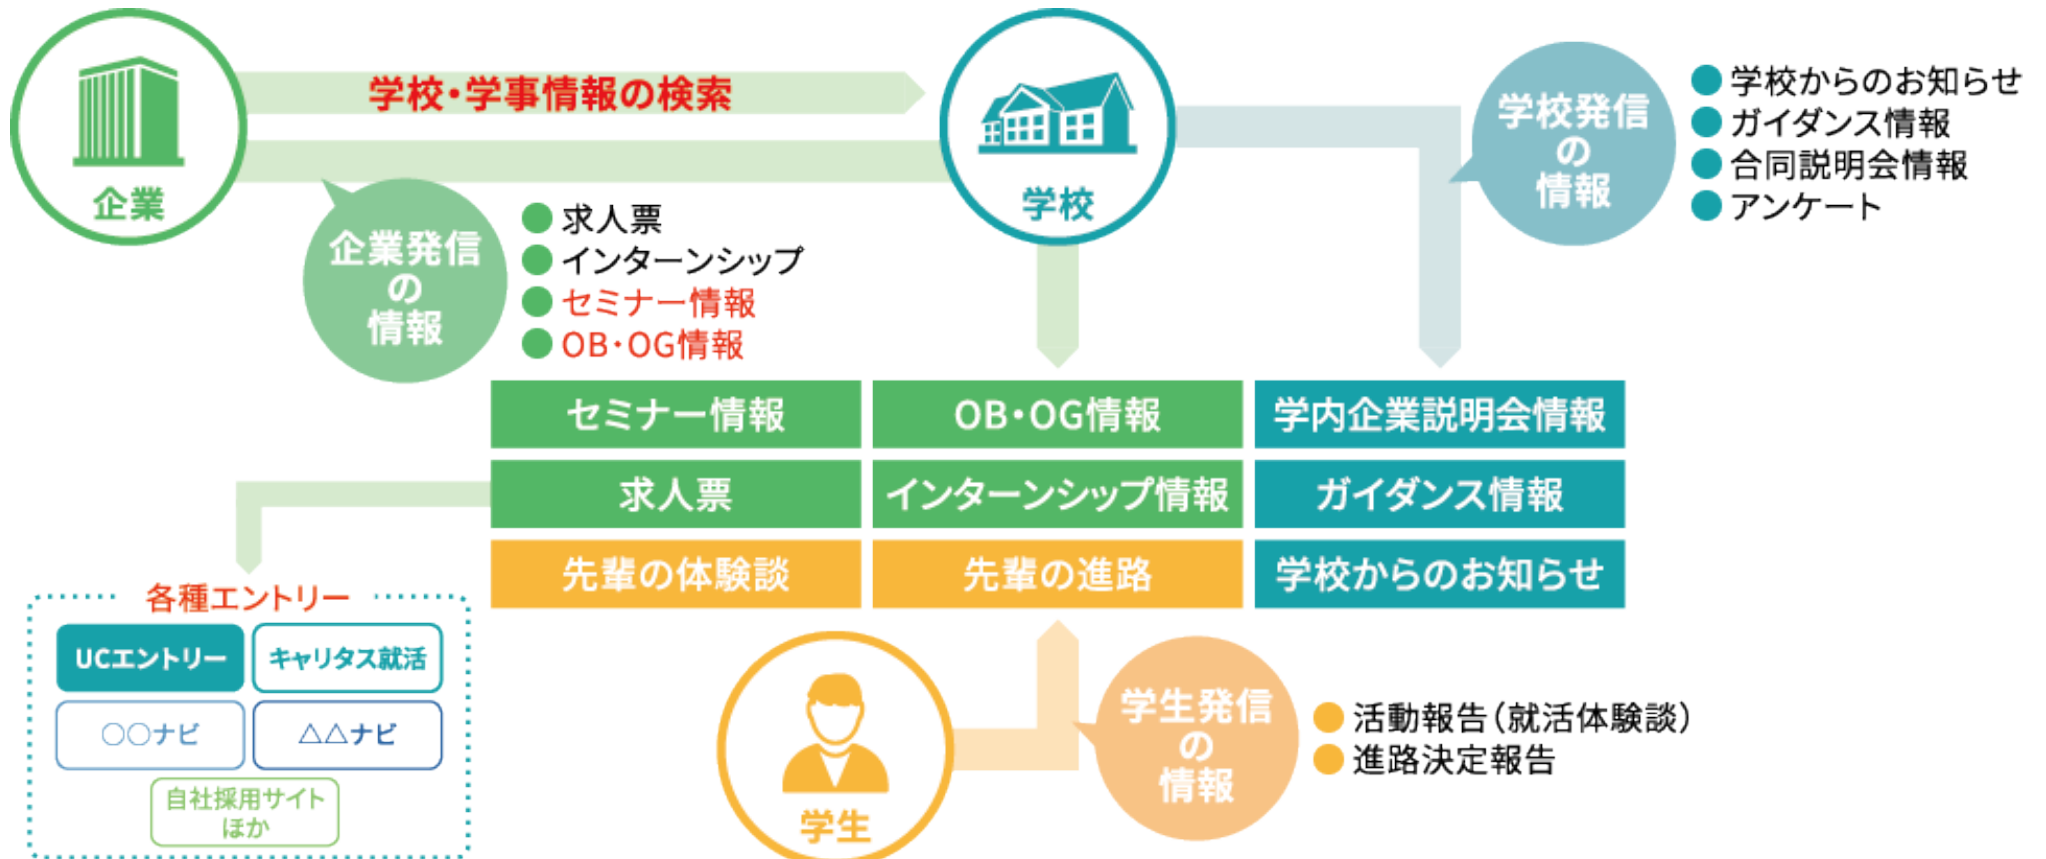 学校・学事情報の検索
企業
学校
学校発信
の
情報
学校からのお知らせ
ガイダンス情報
合同説明会情報
アンケート
企業発信
の
情報
求人票
インターンシップ
セミナー情報
OB・OG情報
セミナー情報
OB・OG情報
学内企業説明会情報
求人票
インターンシップ情報
ガイダンス情報
先輩の体験談
先輩の進路
学校からのお知らせ
各種エントリー
UCエントリー
キャリタス就活
○○ナビ
△△ナビ
自社採用サイト
ほか
学生
学生発信
の
情報
活動報告(就活体験談)
進路決定報告